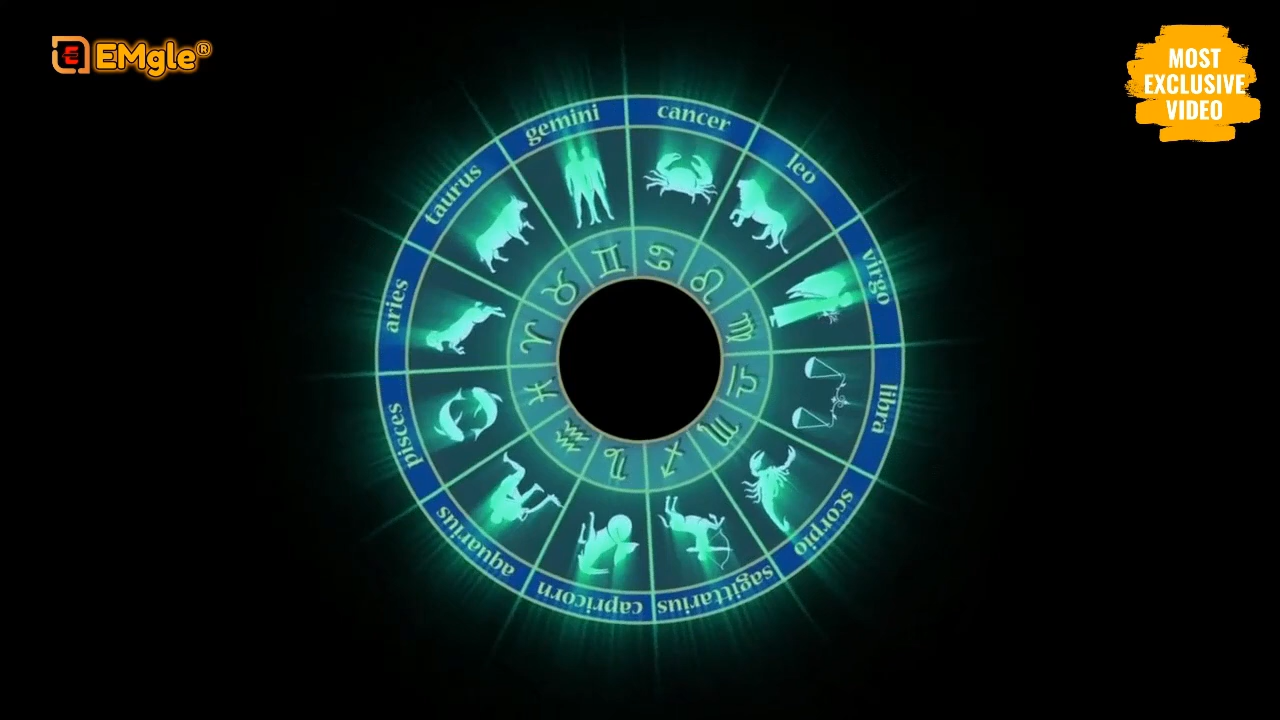 EMgle®
MOST
EXCLUSIVE
VIDEO
gemini
cancer
leo
virgo
libra
scorpio
sagittarius
capricorn
aquarius
pisces
aries
taurus
♊
♋
♌
♍
♎
♏
♐
♑
♒
♓
♈
♉